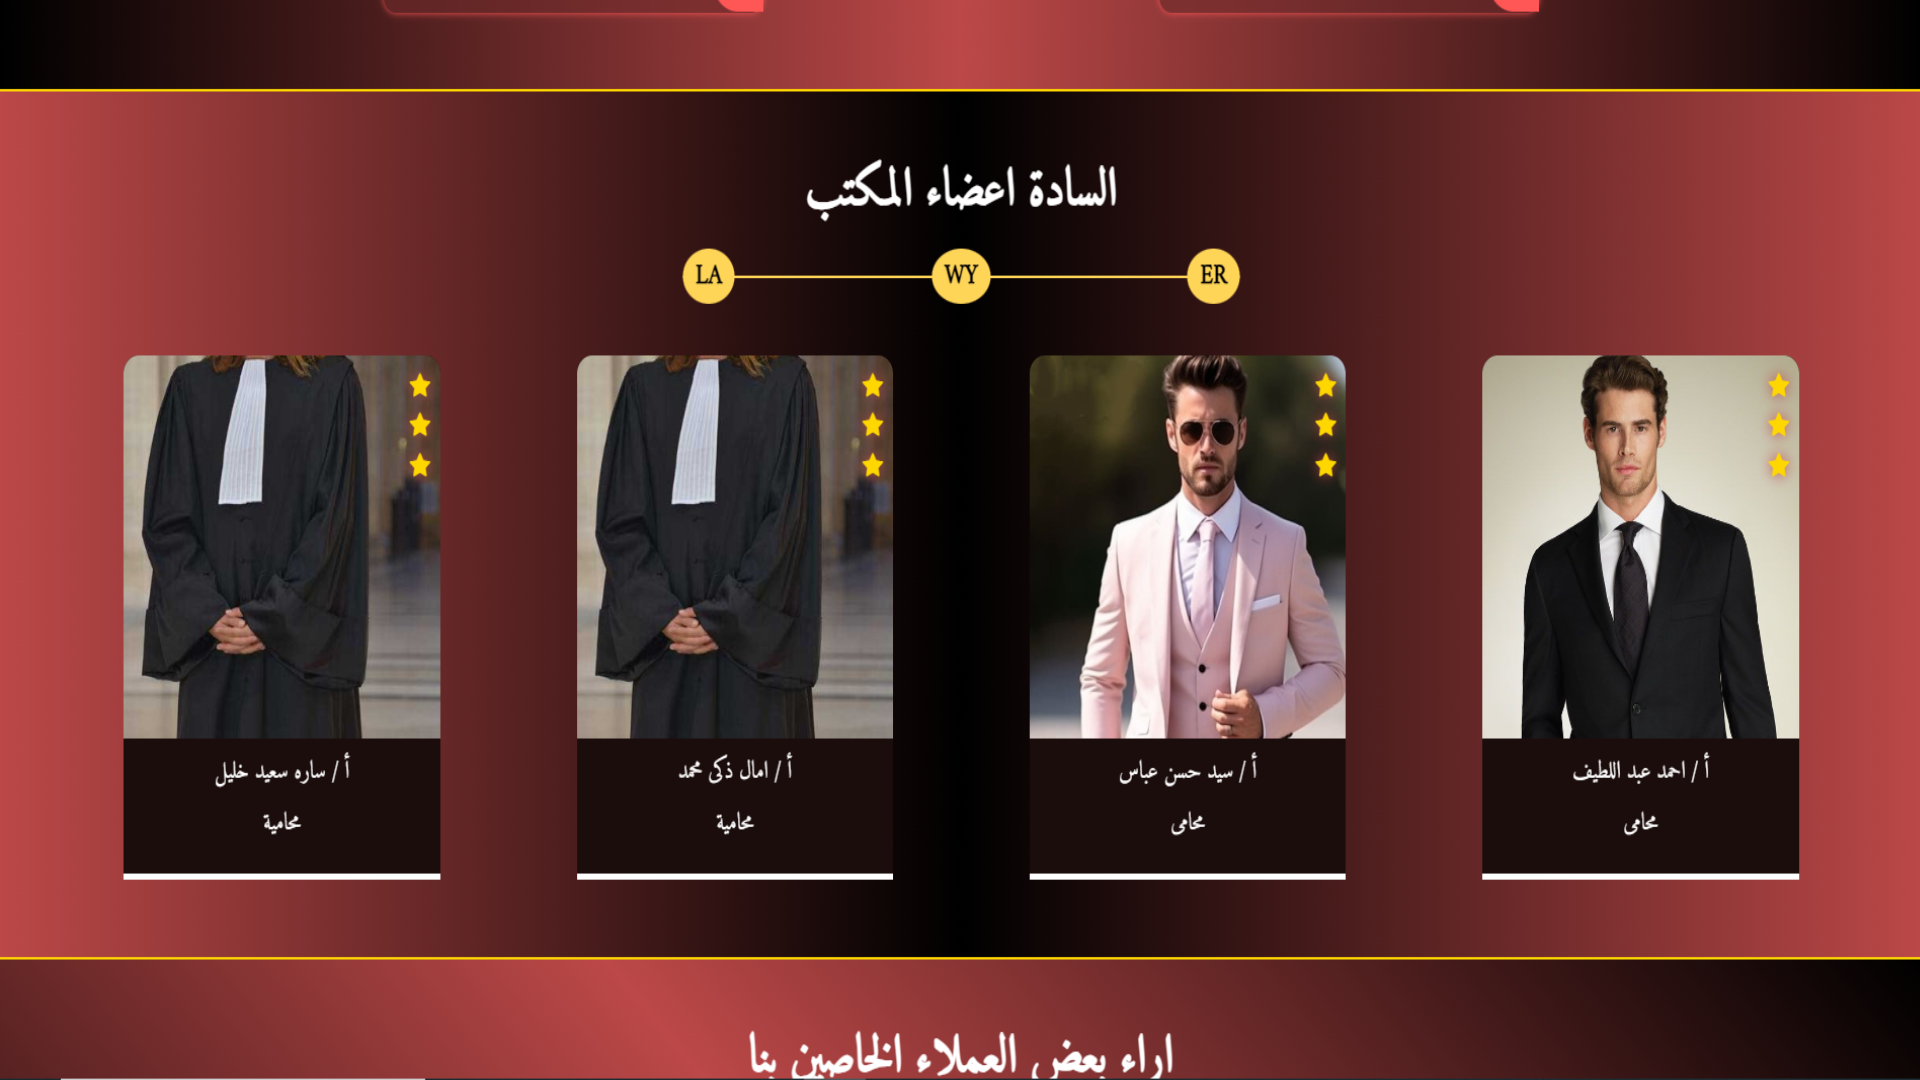 السادة اعضاء المكتب
LA WY ER
أ / احمد عبد اللطيف
محامى
أ / سيد حسن عباس
محامى
أ / امال ذكى محمد
محامية
أ / ساره سعيد خليل
محامية
اراء بعض العملاء الخاصين بنا